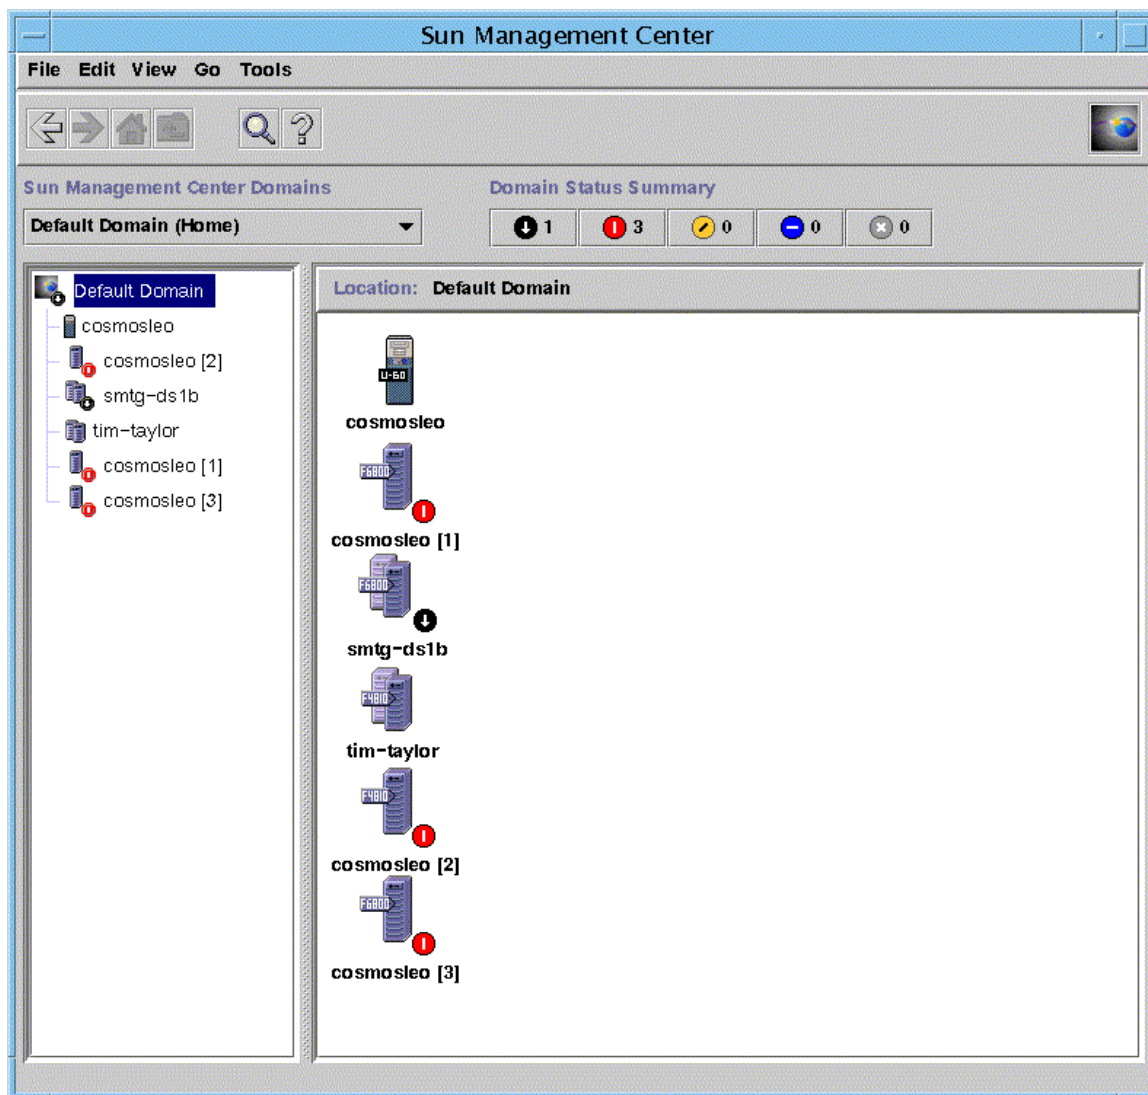 Sun Management Center
File Edit View Go Tools
Sun Management Center Domains
Domain Status Summary
Default Domain (Home)
1 3 0 0 0
Default Domain
cosmosleo
cosmosleo [2]
smtg-ds1b
tim-taylor
cosmosleo [1]
cosmosleo [3]
Location: Default Domain
U-60
cosmosleo
F6800
cosmosleo [1]
F6800
smtg-ds1b
F4810
tim-taylor
F4810
cosmosleo [2]
F6800
cosmosleo [3]